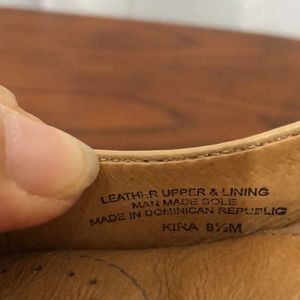 LEATHER UPPER & LINING
MAN MADE SOLE
MADE IN DOMINICAN REPUBLIC
KIRA 8½M